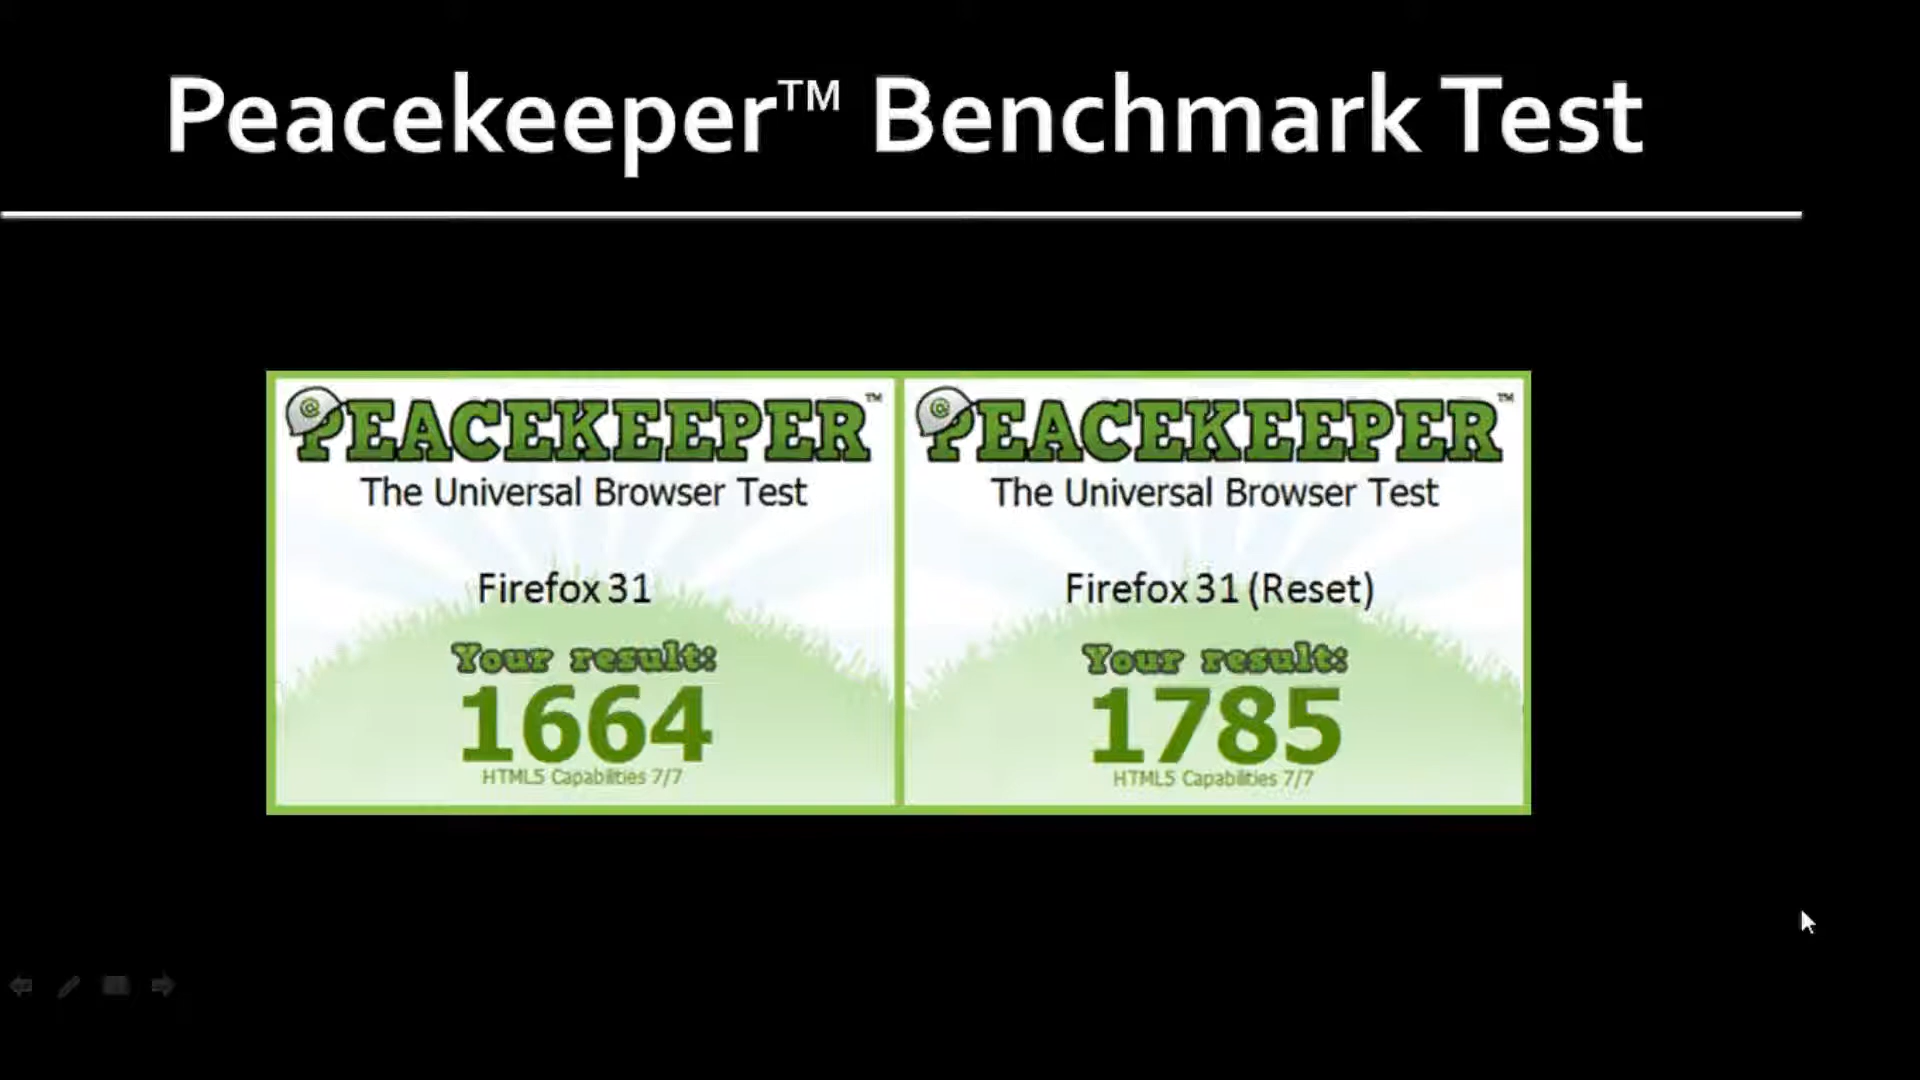 Peacekeeper™ Benchmark Test
PEACEKEEPER™
The Universal Browser Test
Firefox 31
Your result:
1664
HTML5 Capabilities 7/7
PEACEKEEPER™
The Universal Browser Test
Firefox 31 (Reset)
Your result:
1785
HTML5 Capabilities 7/7